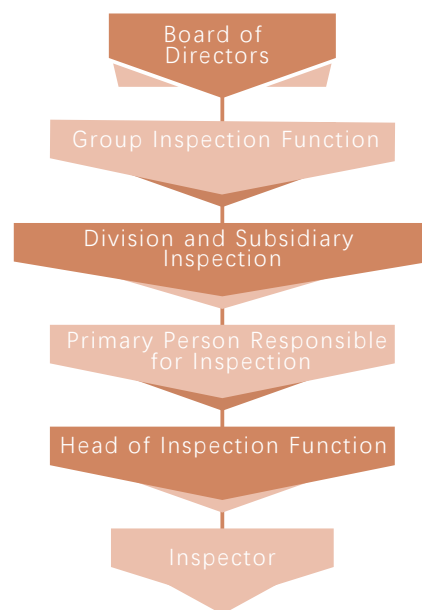 Board of
Directors
Group Inspection Function
Division and Subsidiary
Inspection
Primary Person Responsible
for Inspection
Head of Inspection Function
Inspector